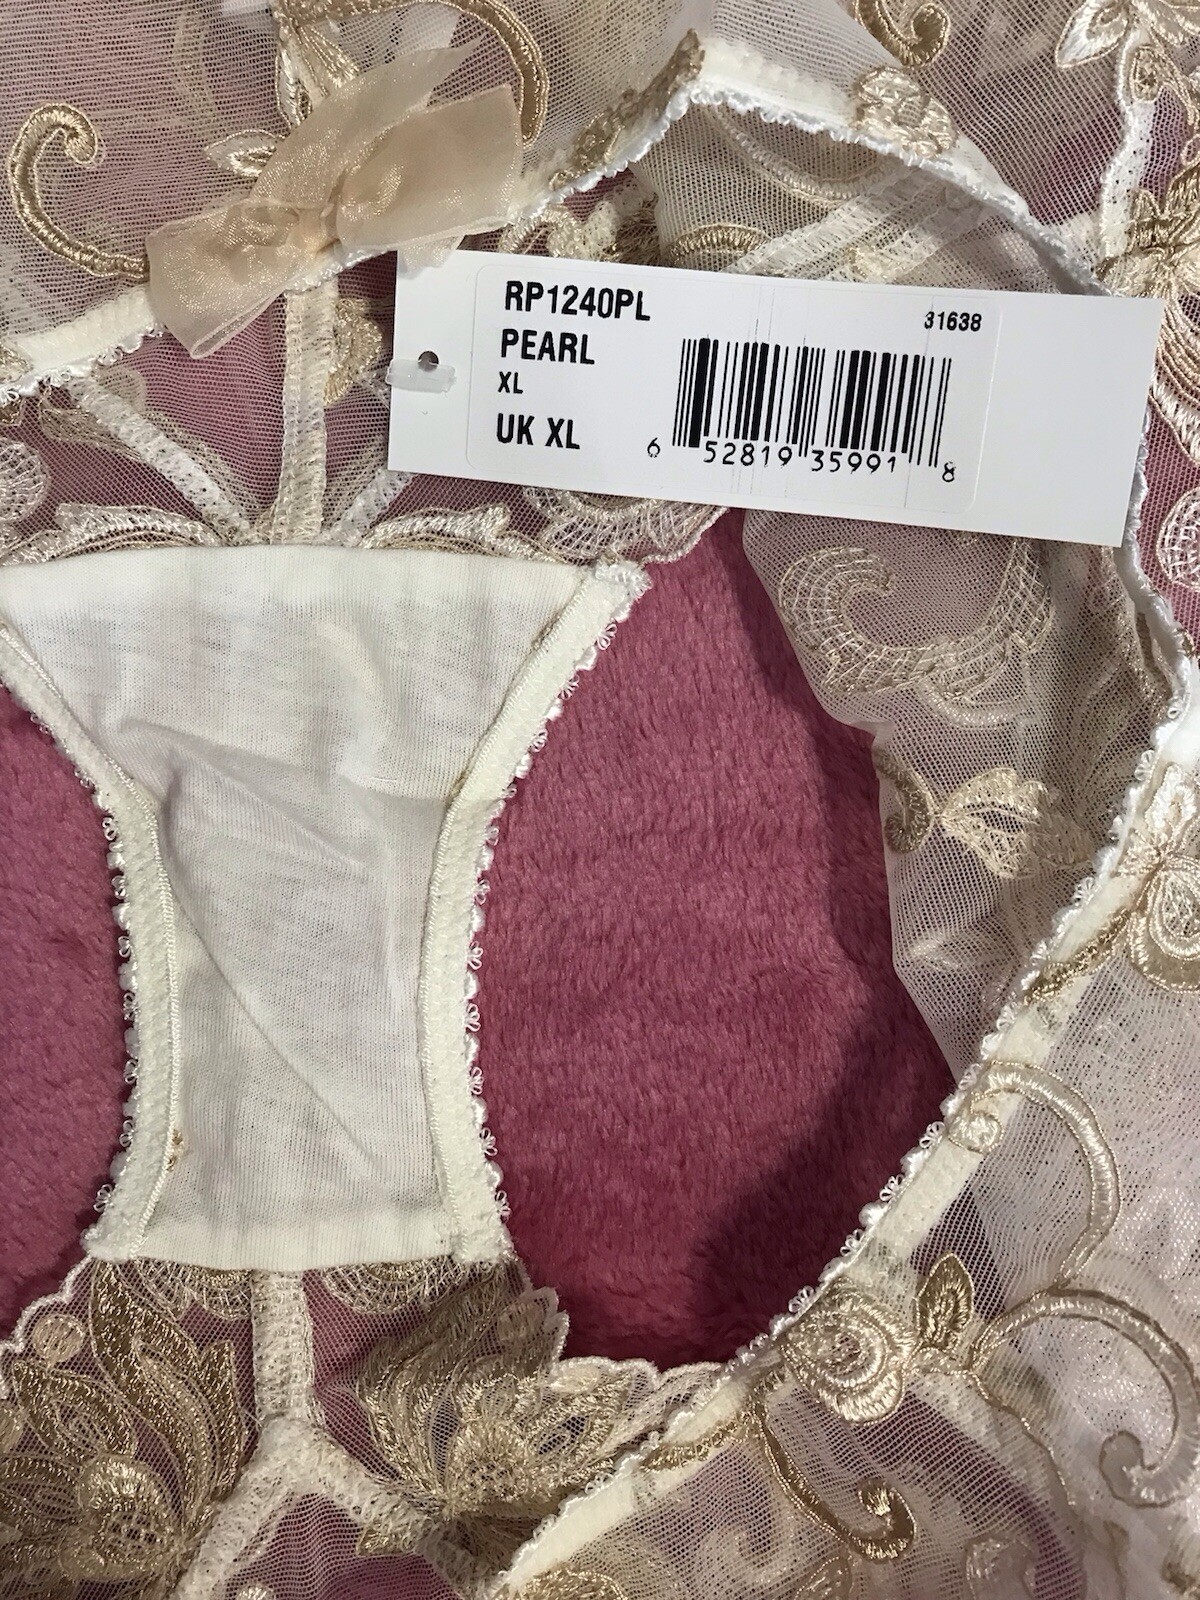 RP1240PL 31638
PEARL
XL
UK XL
6 52819 35991 8